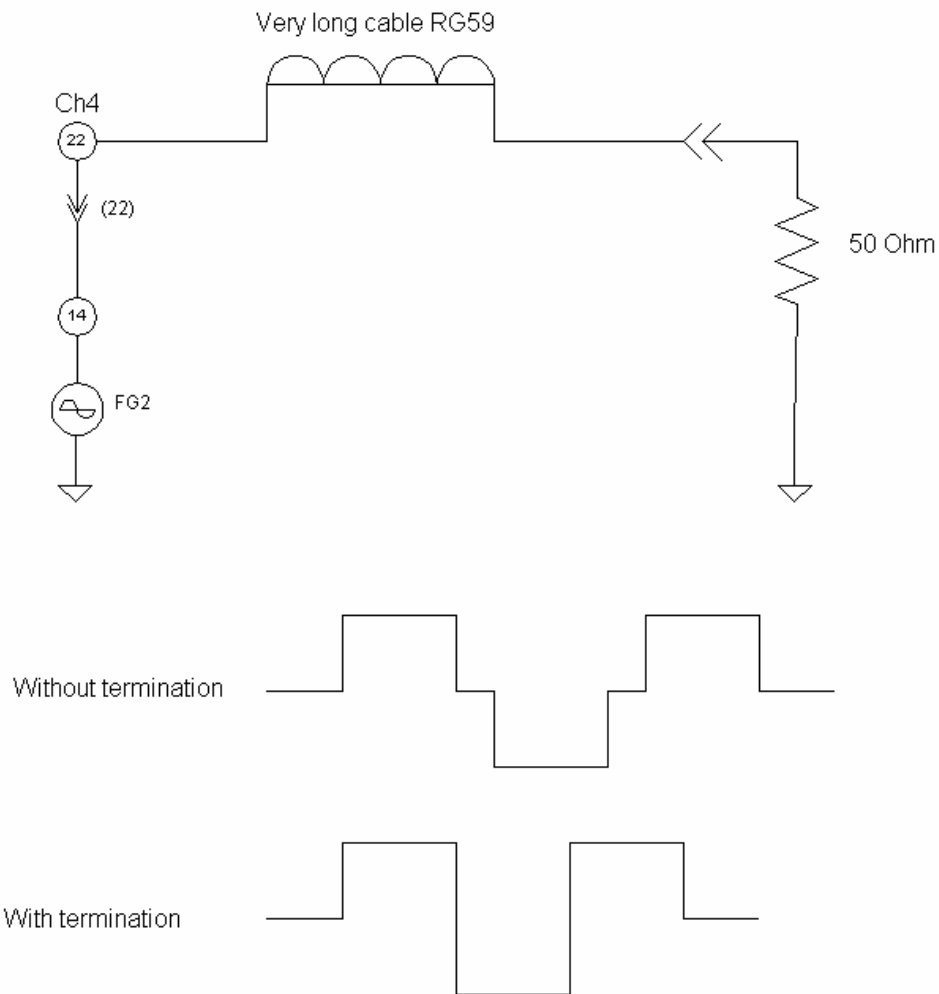 Very long cable RG59
Ch4
22
(22)
50 Ohm
14
FG2
Without termination
With termination